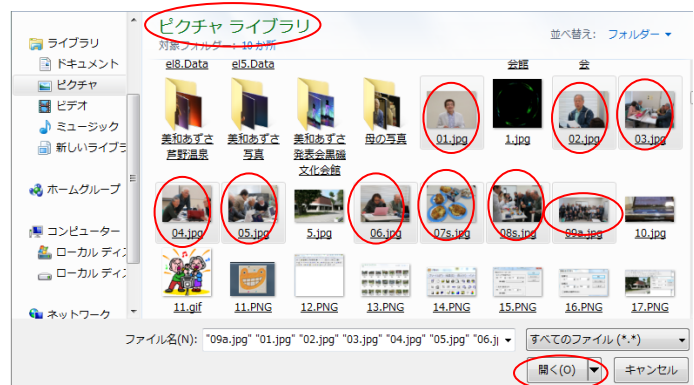 ピクチャ ライブラリ
対象フォルダー: 10 か所
並べ替え: フォルダー ▼
ライブラリ
ドキュメント
ピクチャ
ビデオ
ミュージック
新しいライブラ
ホームグループ
コンピューター
ローカル ディ
ローカル ディ
ネットワーク
el8.Data el5.Data 会館 会
美和あずさ 芦野温泉
美和あずさ 写真
美和あずさ 発表会黒磯 文化会館
母の写真
01.jpg 1.jpg 02.jpg 03.jpg
04.jpg 05.jpg 5.jpg 06.jpg 07s.jpg 08s.jpg 09a.jpg 10.jpg
11.gif 11.PNG 12.PNG 13.PNG 14.PNG 15.PNG 16.PNG 17.PNG
ファイル名(N): "09a.jpg" "01.jpg" "02.jpg" "03.jpg" "04.jpg" "05.jpg" "06.j
すべてのファイル (*.*)
開く(O) キャンセル